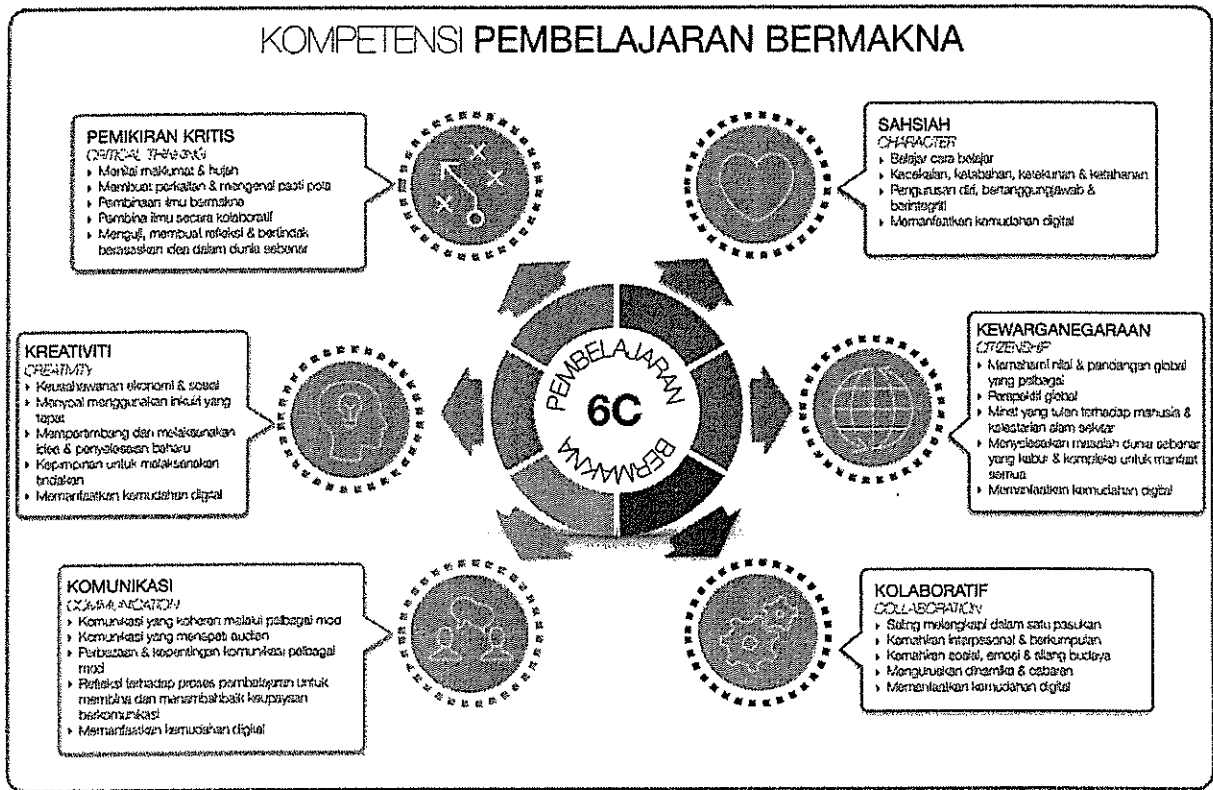 KOMPETENSI PEMBELAJARAN BERMAKNA
PEMIKIRAN KRITIS
CRITICAL THINKING
Menilai maklumat & hujah
Membuat perkaitan & mengenal pasti pola
Pembinaan ilmu bermakna
Pembina ilmu secara kolaboratif
Menguji, membuat refleksi & bertindak
berasaskan idea dalam dunia sebenar
SAHSIAH
CHARACTER
Belajar cara belajar
Kecekalan, ketabahan, ketekunan & ketahanan
Pengurusan diri, bertanggungjawab &
berintegriti
Memanfaatkan kemudahan digital
KREATIVITI
CREATIVITY
Keusahawanan ekonomi & sosial
Menyoal menggunakan inkuiri yang
tepat
Mempertimbang dan melaksanakan
idea & penyelesaian baharu
Kepimpinan untuk melaksanakan
tindakan
Memanfaatkan kemudahan digital
PEMBELAJARAN
6C
BERMAKNA
KEWARGANEGARAAN
CITIZENSHIP
Memahami nilai & pandangan global
yang pelbagai
Perspektif global
Minat yang tulen terhadap manusia &
kelestarian alam sekitar
Menyelesaikan masalah dunia sebenar
yang kabur & kompleks untuk manfaat
semua
Memanfaatkan kemudahan digital
KOMUNIKASI
COMMUNICATION
Komunikasi yang koheren melalui pelbagai mod
Komunikasi yang menepati audien
Perbezaan & kepentingan komunikasi pelbagai
mod
Refleksi terhadap proses pembelajaran untuk
membina dan menambahbaik keupayaan
berkomunikasi
Memanfaatkan kemudahan digital
KOLABORATIF
COLLABORATION
Saling melengkapi dalam satu pasukan
Kemahiran interpesonal & berkumpulan
Kemahiran sosial, emosi & silang budaya
Menguruskan dinamika & cabaran
Memanfaatkan kemudahan digital